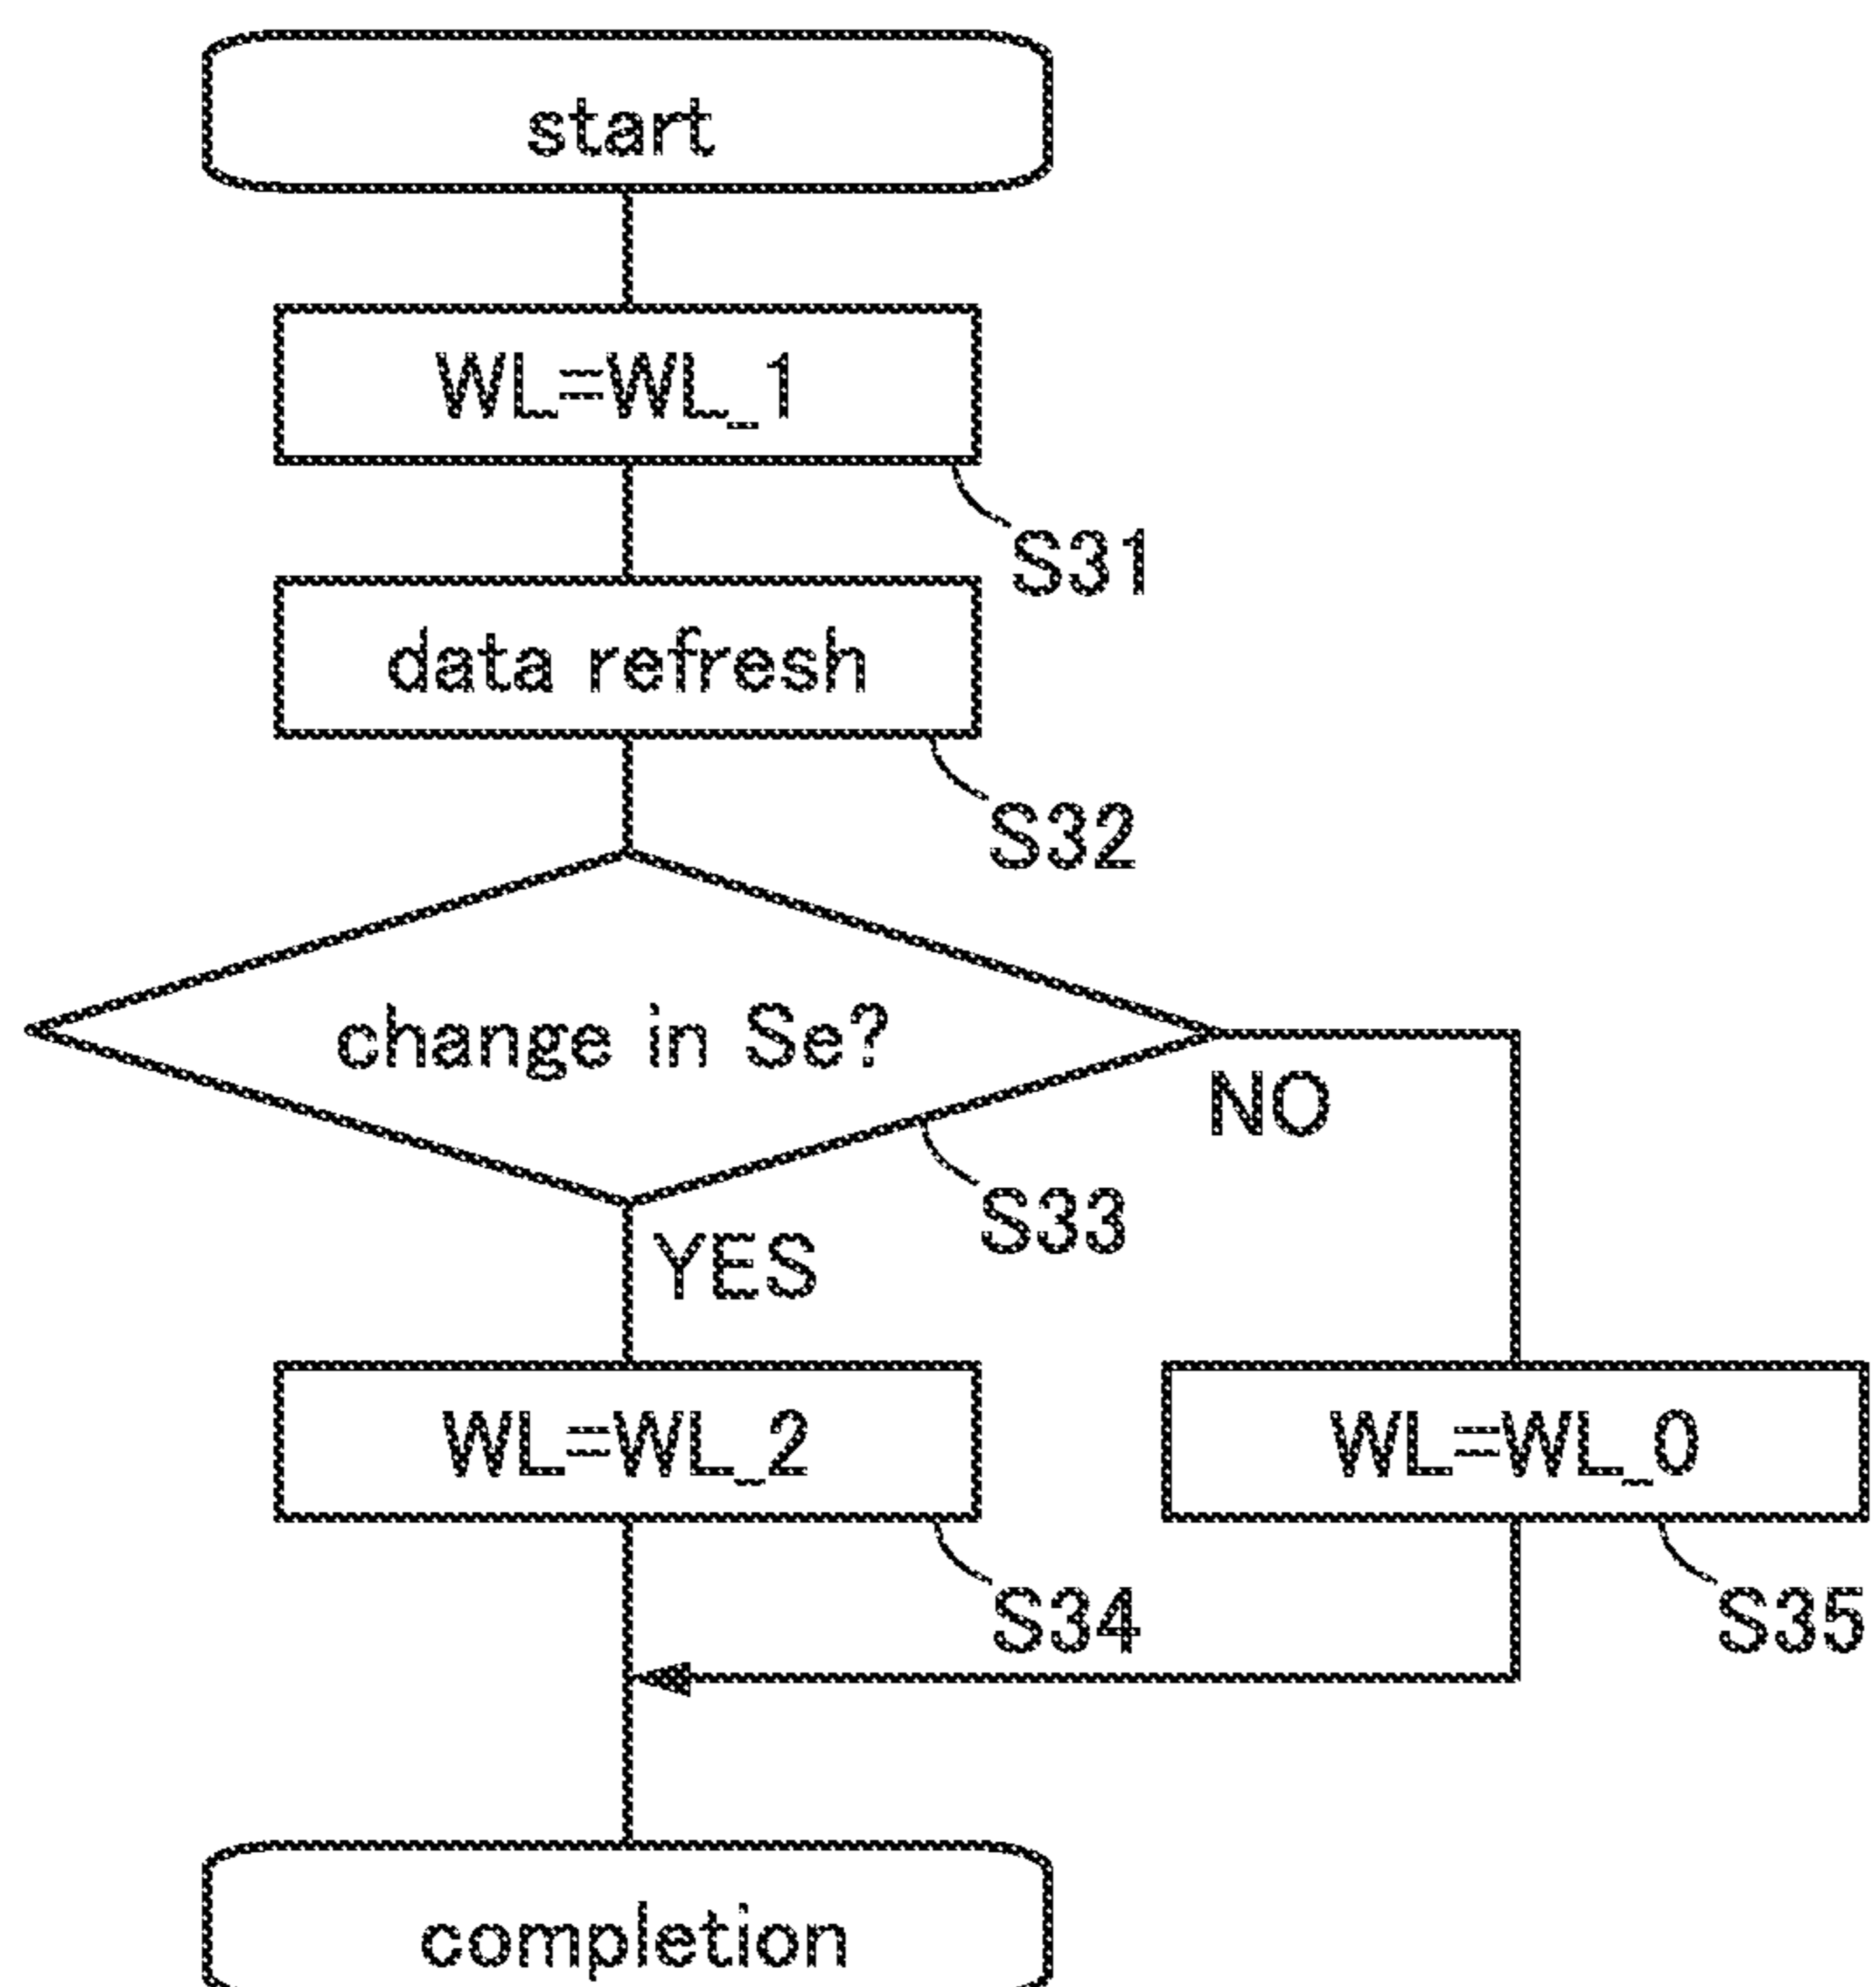 start
WL=WL_1
S31
data refresh
S32
change in Se?
NO
S33
YES
WL=WL_2
WL=WL_0
S34
S35
completion